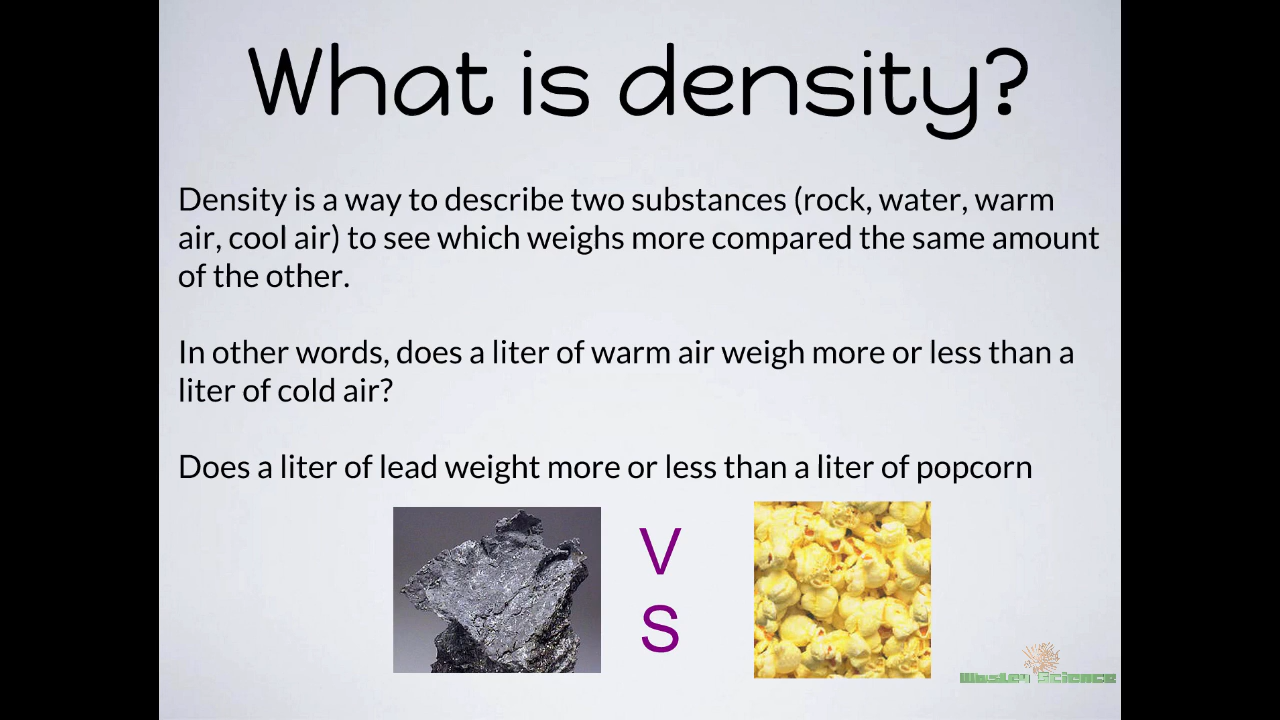 What is density?
Density is a way to describe two substances (rock, water, warm
air, cool air) to see which weighs more compared the same amount
of the other.
In other words, does a liter of warm air weigh more or less than a
liter of cold air?
Does a liter of lead weight more or less than a liter of popcorn
V
S
Science